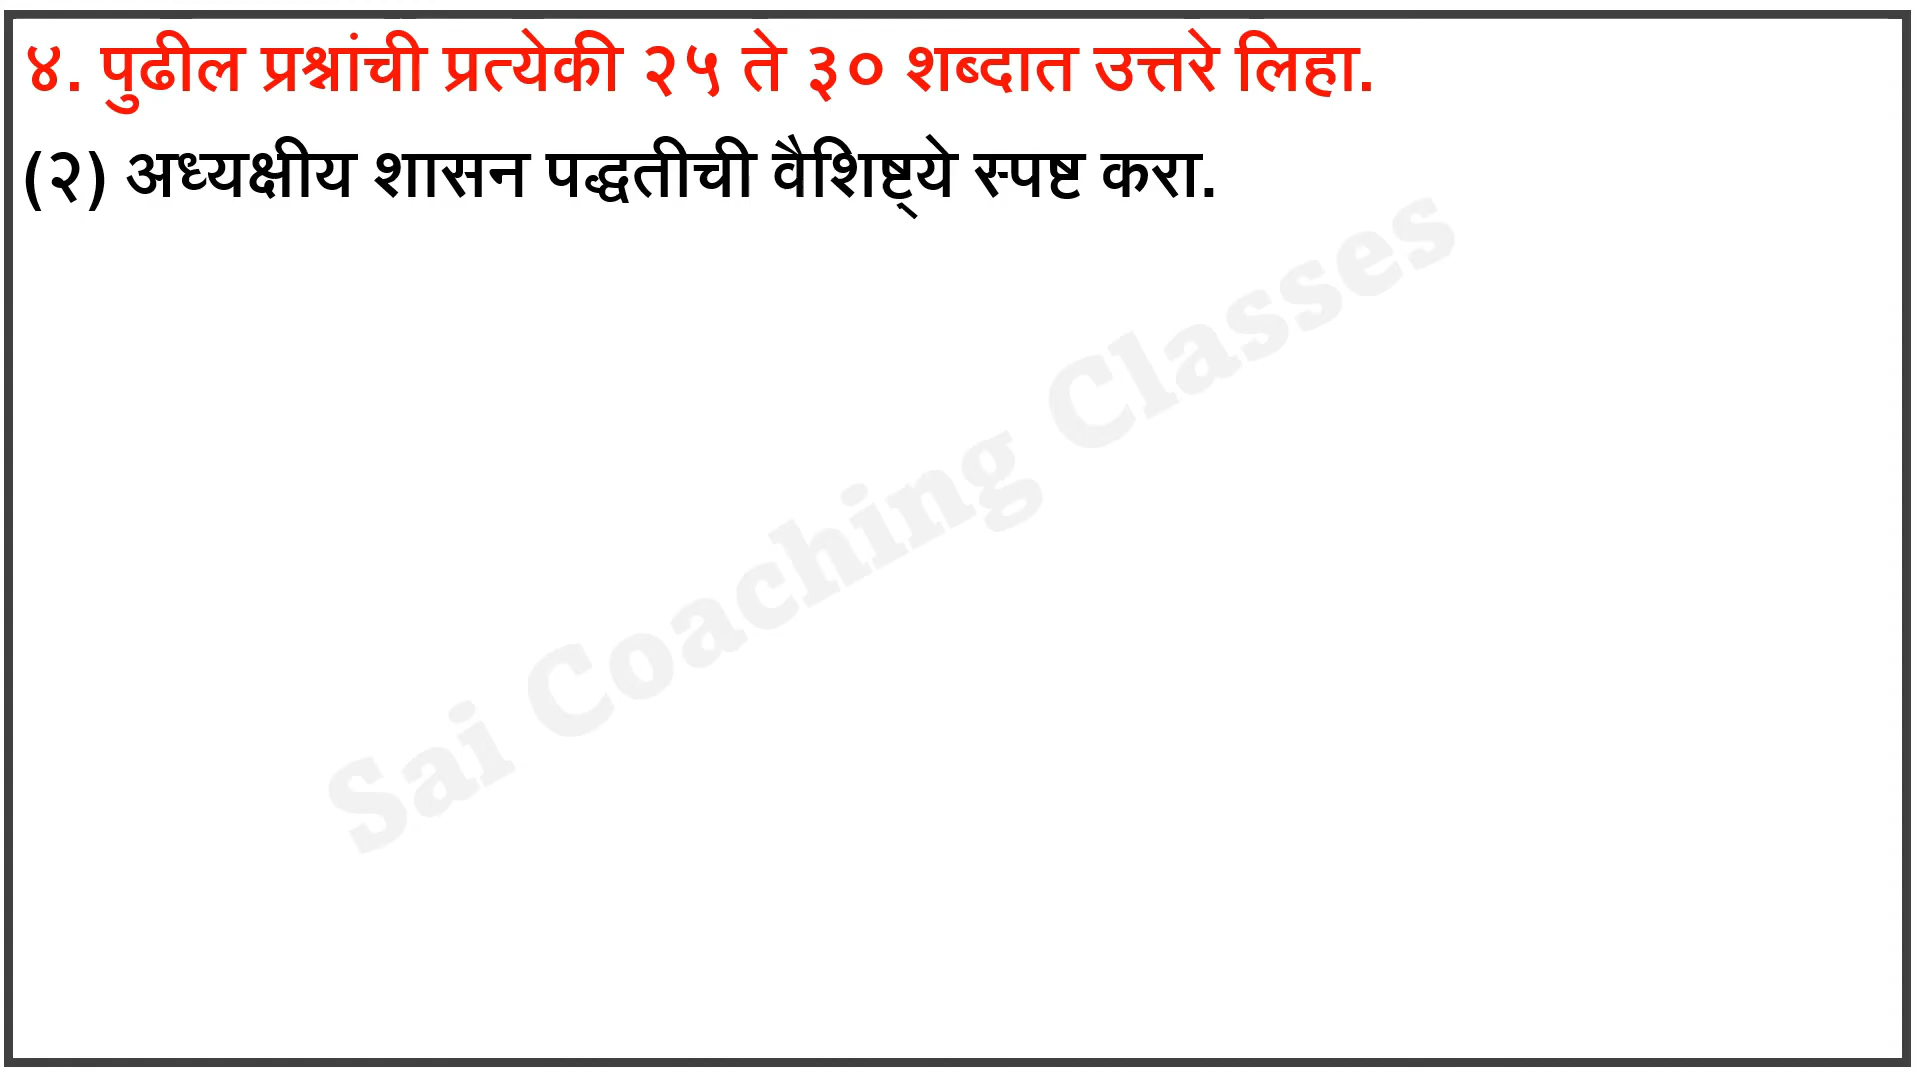 ४. पुढील प्रश्नांची प्रत्येकी २५ ते ३० शब्दात उत्तरे लिहा.
(२) अध्यक्षीय शासन पद्धतीची वैशिष्ट्ये स्पष्ट करा.
Sai Coaching Classes